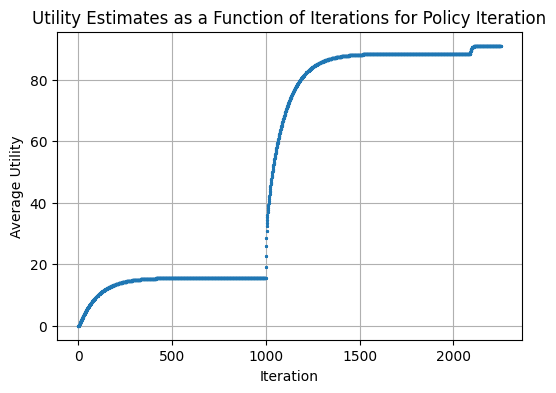 Utility Estimates as a Function of Iterations for Policy Iteration
Average Utility
80
60
40
20
0
0 500 1000 1500 2000
Iteration